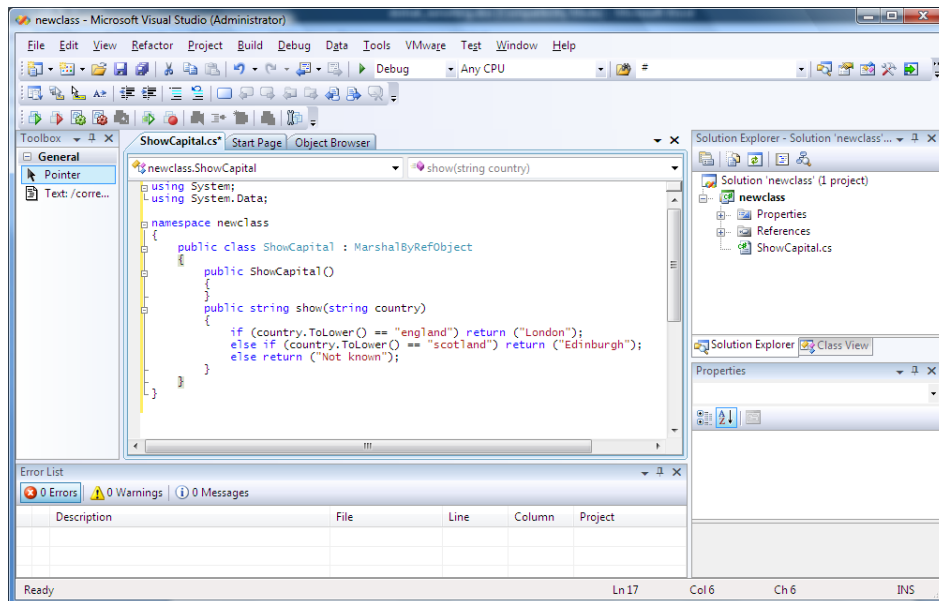 newclass - Microsoft Visual Studio (Administrator)
File Edit View Refactor Project Build Debug Data Tools VMware Test Window Help
Debug Any CPU =
Toolbox
General
Pointer
Text: /corre...
ShowCapital.cs* Start Page Object Browser
newclass.ShowCapital show(string country)
using System;
using System.Data;
namespace newclass
{
public class ShowCapital : MarshalByRefObject
{
public ShowCapital()
{
}
public string show(string country)
{
if (country.ToLower() == "england") return ("London");
else if (country.ToLower() == "scotland") return ("Edinburgh");
else return ("Not known");
}
}
}
Solution Explorer - Solution 'newclass'...
Solution 'newclass' (1 project)
newclass
Properties
References
ShowCapital.cs
Solution Explorer Class View
Properties
Error List
0 Errors 0 Warnings 0 Messages
Description File Line Column Project
Ready Ln 17 Col 6 Ch 6 INS